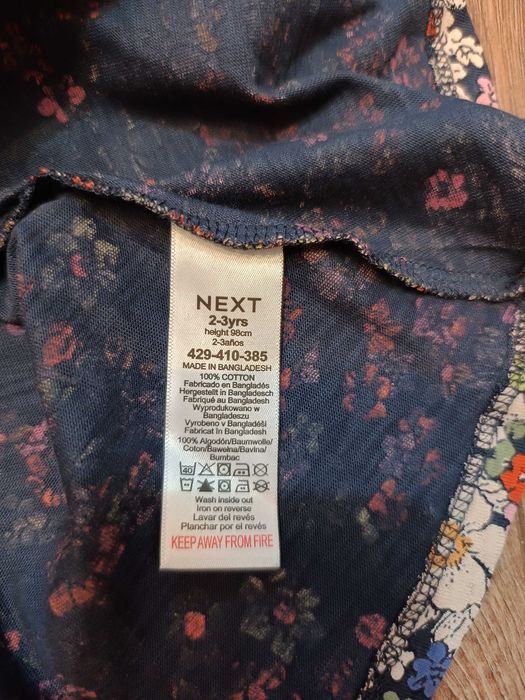 NEXT
2-3yrs
height 98cm
2-3años
429-410-385
MADE IN BANGLADESH
100% COTTON
Fabricado en Bangladés
Hergestellt in Bangladesch
Fabriqué au Bangladesh
Wyprodukowano w
Bangladeszu
Vyrobeno v Bangladéši
Fabricat în Bangladesh
100% Algodón/Baumwolle/
Coton/Bawełna/Bavlna/
Bumbac
40
Wash inside out
Iron on reverse
Lavar del revés
Planchar por el revés
KEEP AWAY FROM FIRE